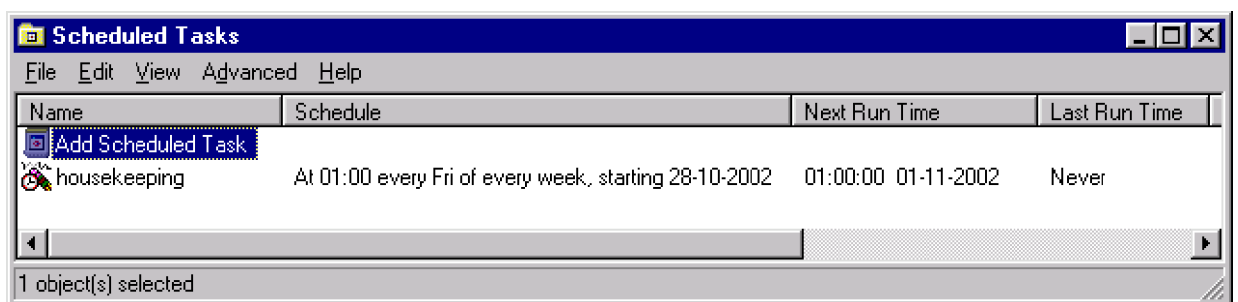 Scheduled Tasks
File Edit View Advanced Help
Name Schedule Next Run Time Last Run Time
Add Scheduled Task
housekeeping At 01:00 every Fri of every week, starting 28-10-2002 01:00:00 01-11-2002 Never
1 object(s) selected